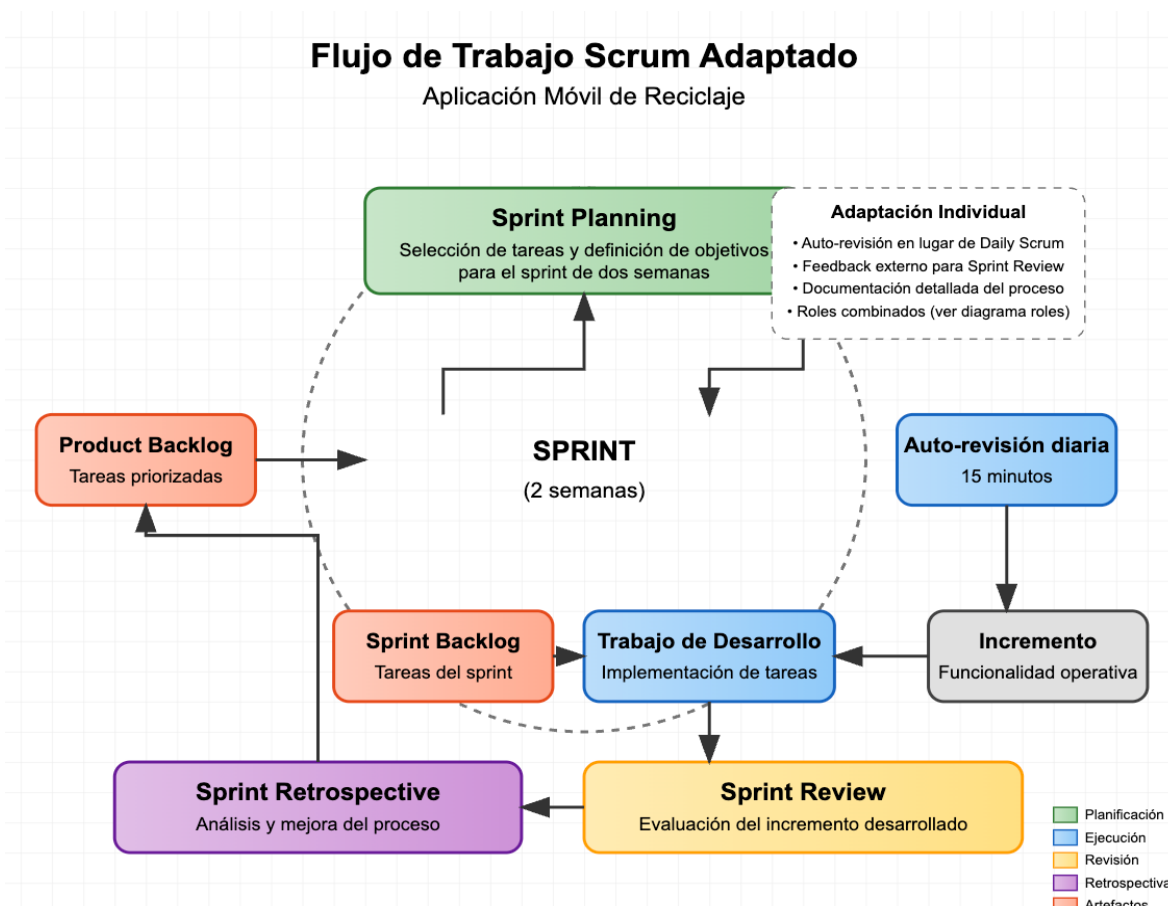 Flujo de Trabajo Scrum Adaptado
Aplicación Móvil de Reciclaje
Sprint Planning
Selección de tareas y definición de objetivos
para el sprint de dos semanas
Adaptación Individual
• Auto-revisión en lugar de Daily Scrum
• Feedback externo para Sprint Review
• Documentación detallada del proceso
• Roles combinados (ver diagrama roles)
Product Backlog
Tareas priorizadas
SPRINT
(2 semanas)
Auto-revisión diaria
15 minutos
Sprint Backlog
Tareas del sprint
Trabajo de Desarrollo
Implementación de tareas
Incremento
Funcionalidad operativa
Sprint Retrospective
Análisis y mejora del proceso
Sprint Review
Evaluación del incremento desarrollado
Planificación
Ejecución
Revisión
Retrospectiva
Artefactos